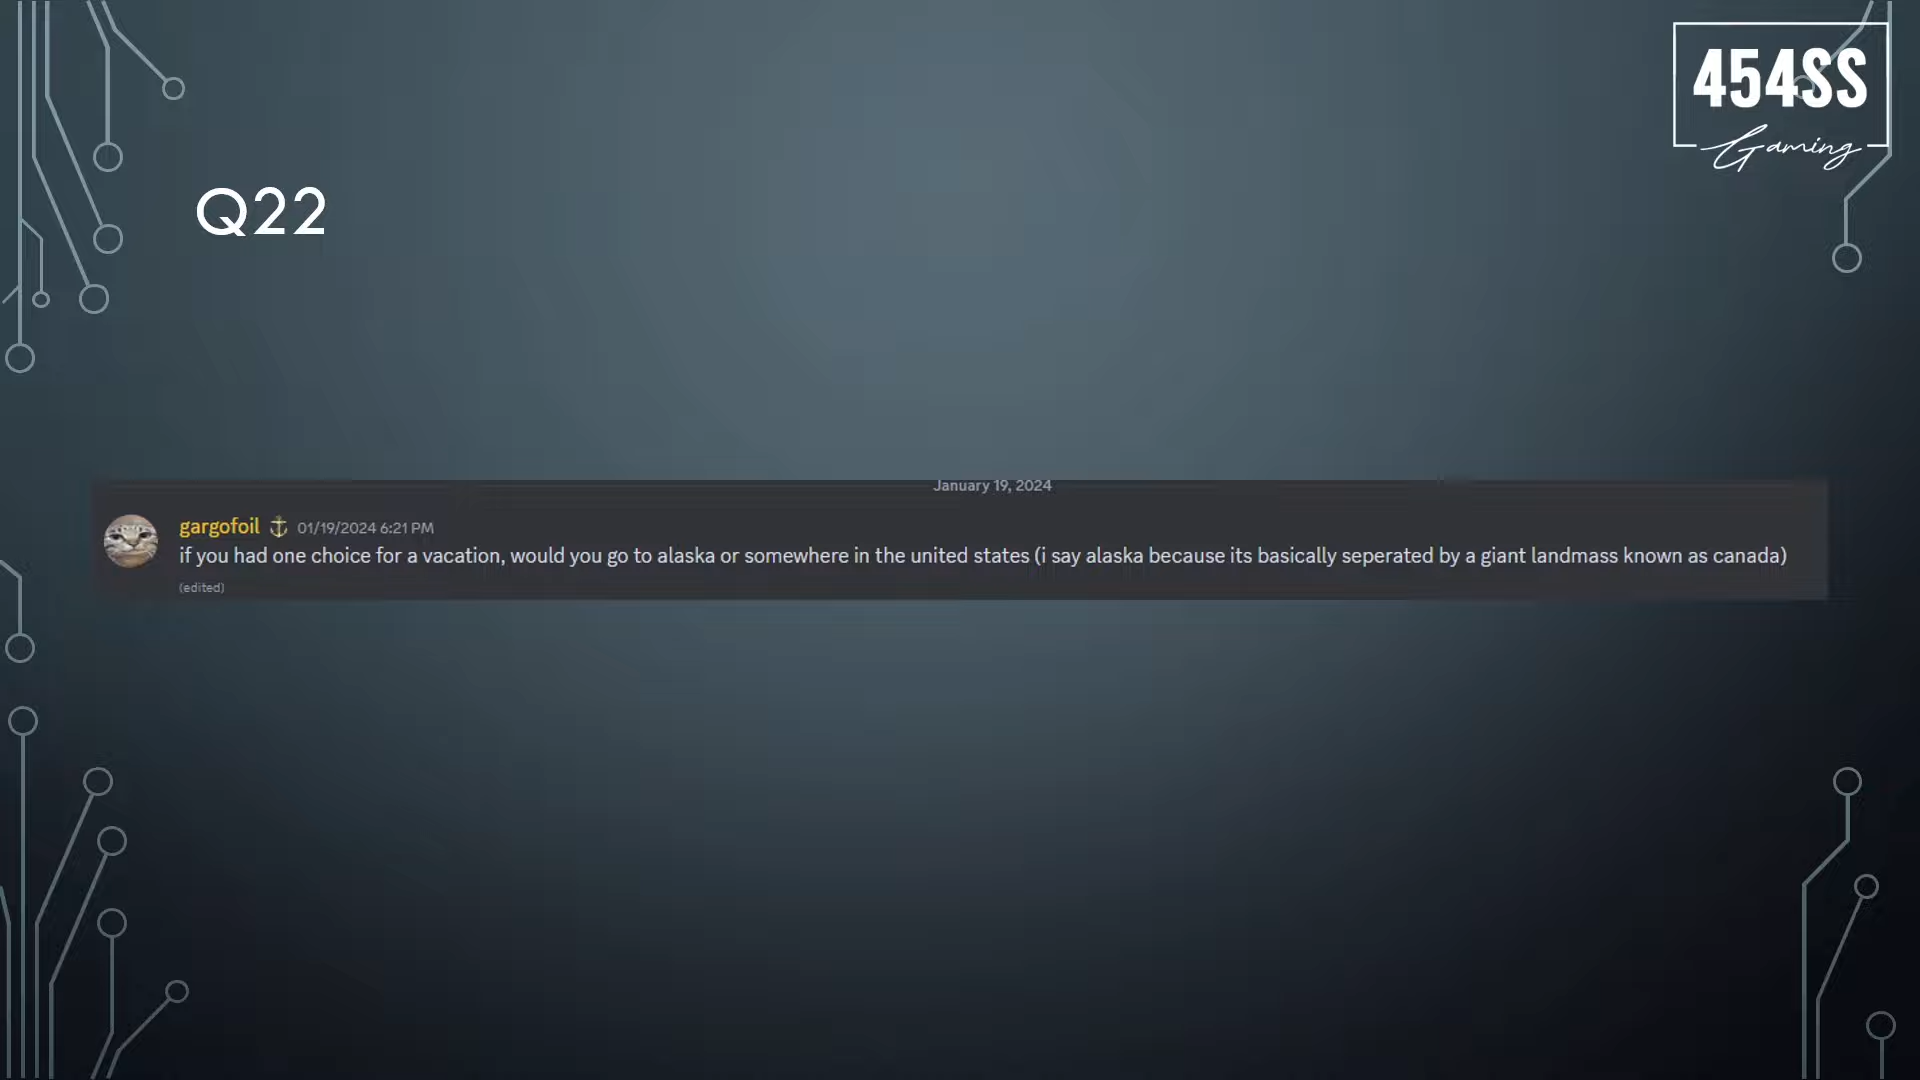 454SS
Gaming
Q22
January 19, 2024
gargofoil 01/19/2024 6:21 PM
if you had one choice for a vacation, would you go to alaska or somewhere in the united states (i say alaska because its basically seperated by a giant landmass known as canada)
(edited)